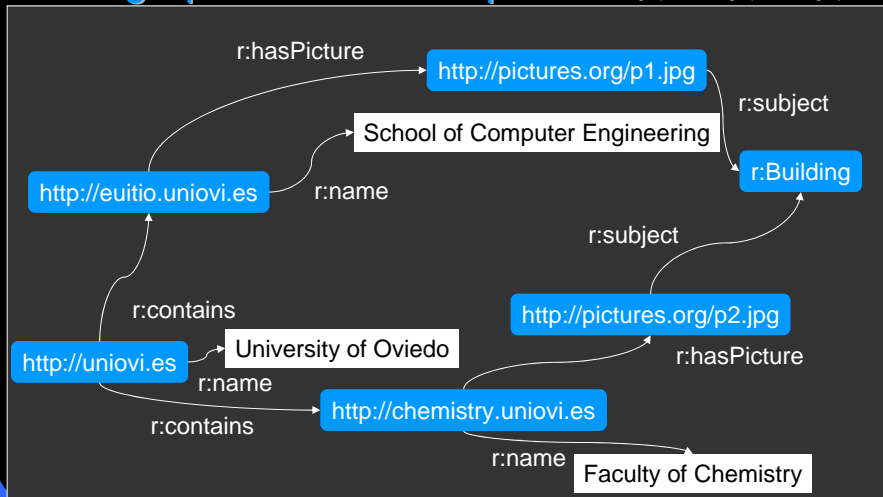 r:hasPicture
http://pictures.org/p1.jpg
r:subject
School of Computer Engineering
r:Building
http://euitio.uniovi.es
r:name
r:subject
r:contains
http://pictures.org/p2.jpg
University of Oviedo
http://uniovi.es
r:hasPicture
r:name
http://chemistry.uniovi.es
r:contains
r:name
Faculty of Chemistry